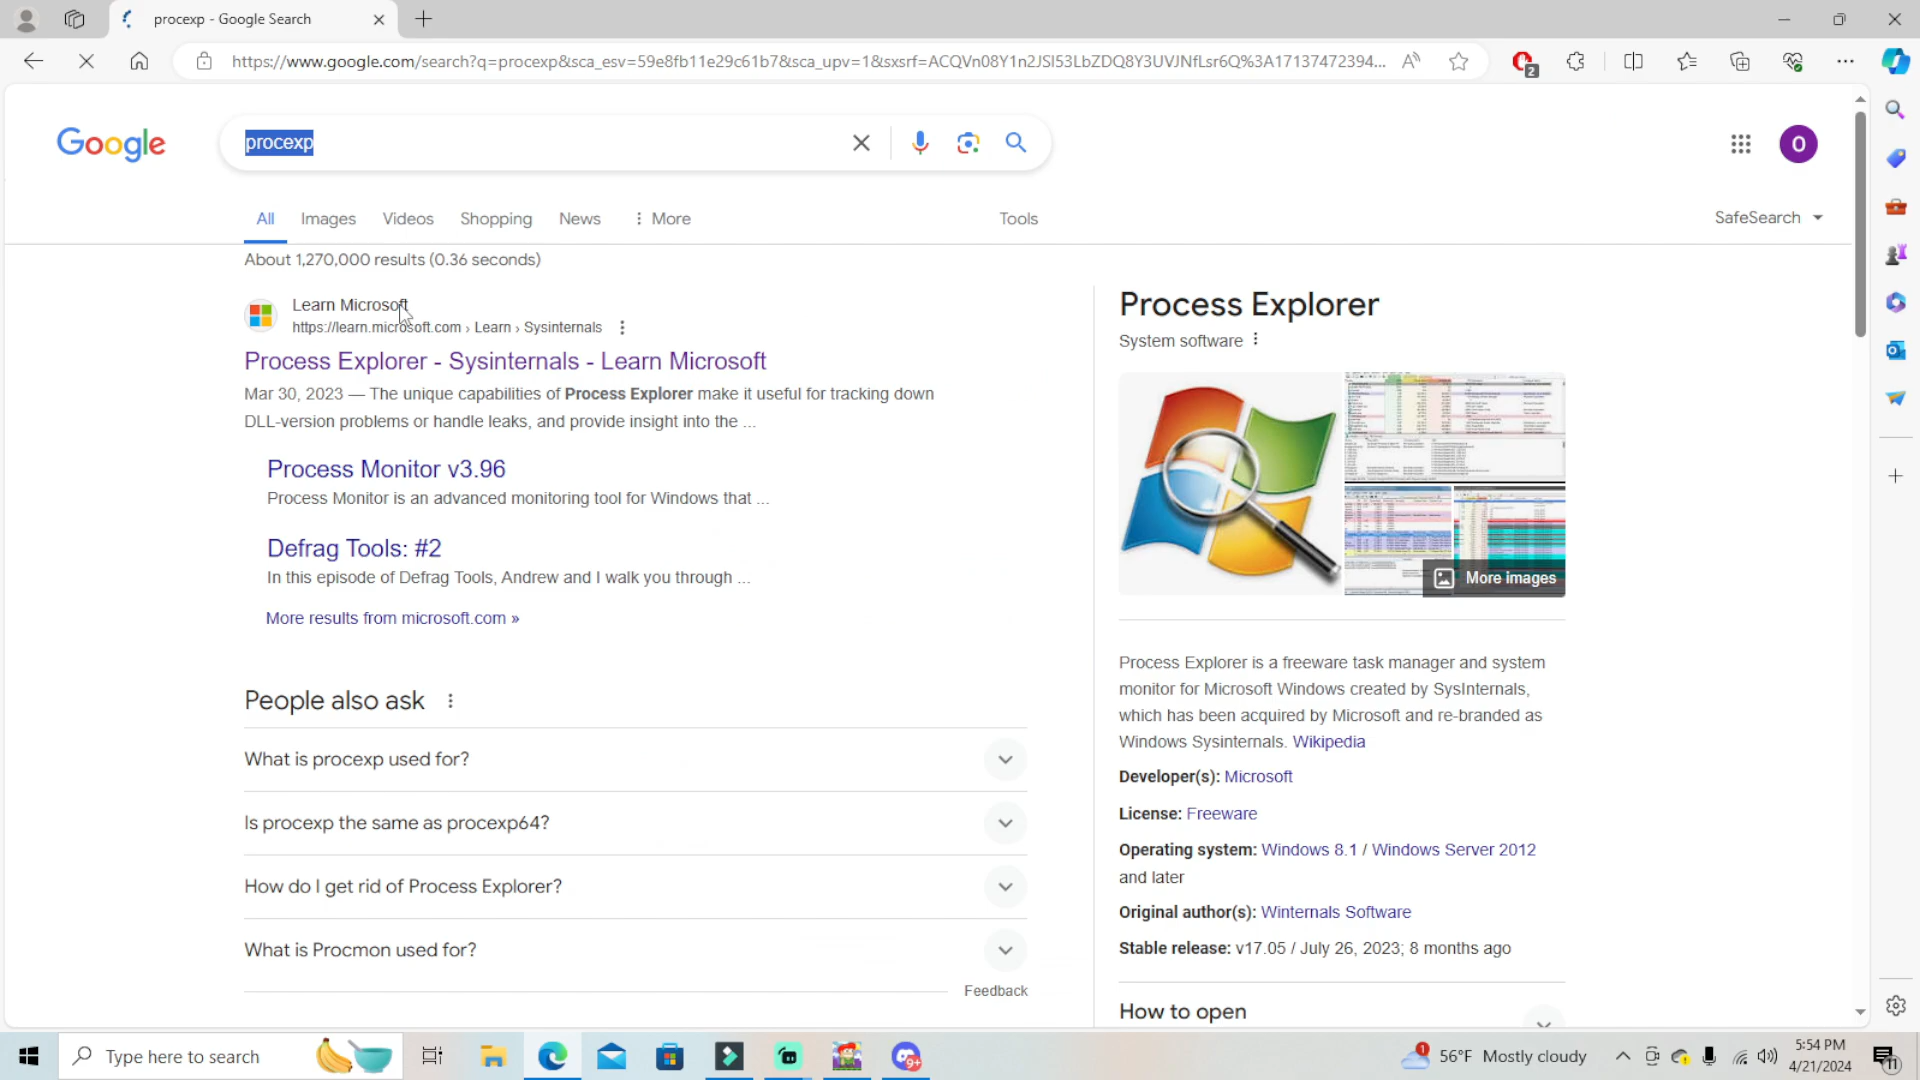 procexp - Google Search
https://www.google.com/search?q=procexp&sca_esv=59e8fb11e29c61b7&sca_upv=1&sxsrf=ACQVn08Y1n2JSI53LbZDQ8Y3UVJNfLsr6Q%3A17137472394...
2
Google
procexp
O
All Images Videos Shopping News More Tools SafeSearch
About 1,270,000 results (0.36 seconds)
Learn Microsoft
https://learn.microsoft.com › Learn › Sysinternals
Process Explorer - Sysinternals - Learn Microsoft
Mar 30, 2023 — The unique capabilities of Process Explorer make it useful for tracking down
DLL-version problems or handle leaks, and provide insight into the ...
Process Monitor v3.96
Process Monitor is an advanced monitoring tool for Windows that ...
Defrag Tools: #2
In this episode of Defrag Tools, Andrew and I walk you through ...
More results from microsoft.com »
People also ask
What is procexp used for?
Is procexp the same as procexp64?
How do I get rid of Process Explorer?
What is Procmon used for?
Feedback
Process Explorer
System software
More images
Process Explorer is a freeware task manager and system
monitor for Microsoft Windows created by SysInternals,
which has been acquired by Microsoft and re-branded as
Windows Sysinternals. Wikipedia
Developer(s): Microsoft
License: Freeware
Operating system: Windows 8.1 / Windows Server 2012
and later
Original author(s): Winternals Software
Stable release: v17.05 / July 26, 2023; 8 months ago
How to open
Type here to search
9+
1
56°F Mostly cloudy
5:54 PM
4/21/2024
11